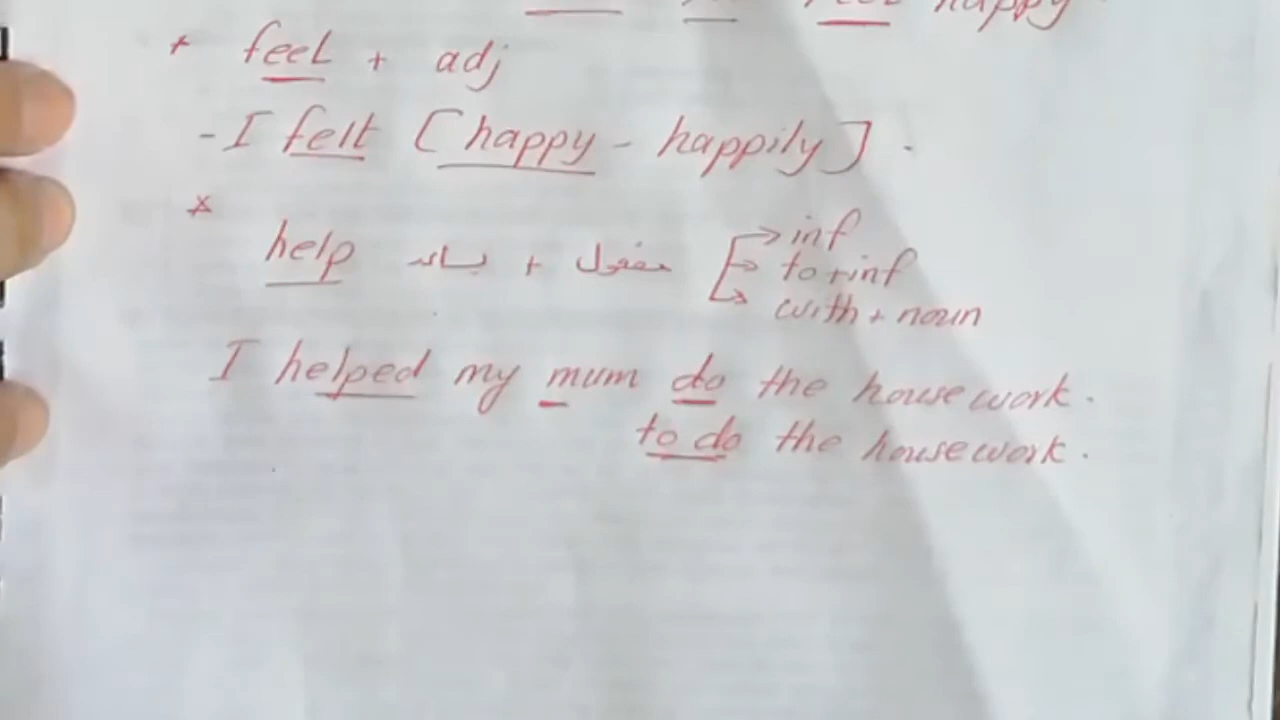 happy
* feel + adj
- I felt [happy - happily] .
* help يساعد + مفعول → inf
→ to + inf
→ with + noun
I helped my mum do the housework.
to do the housework.